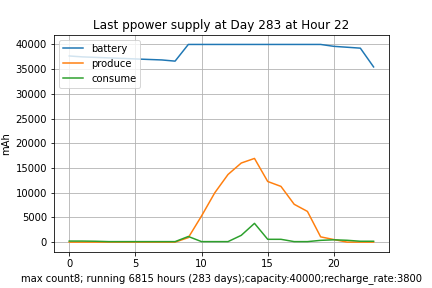 Last ppower supply at Day 283 at Hour 22
40000
35000
30000
25000
20000
15000
10000
5000
0
mAh
battery
produce
consume
0 5 10 15 20
max count8; running 6815 hours (283 days);capacity:40000;recharge_rate:3800